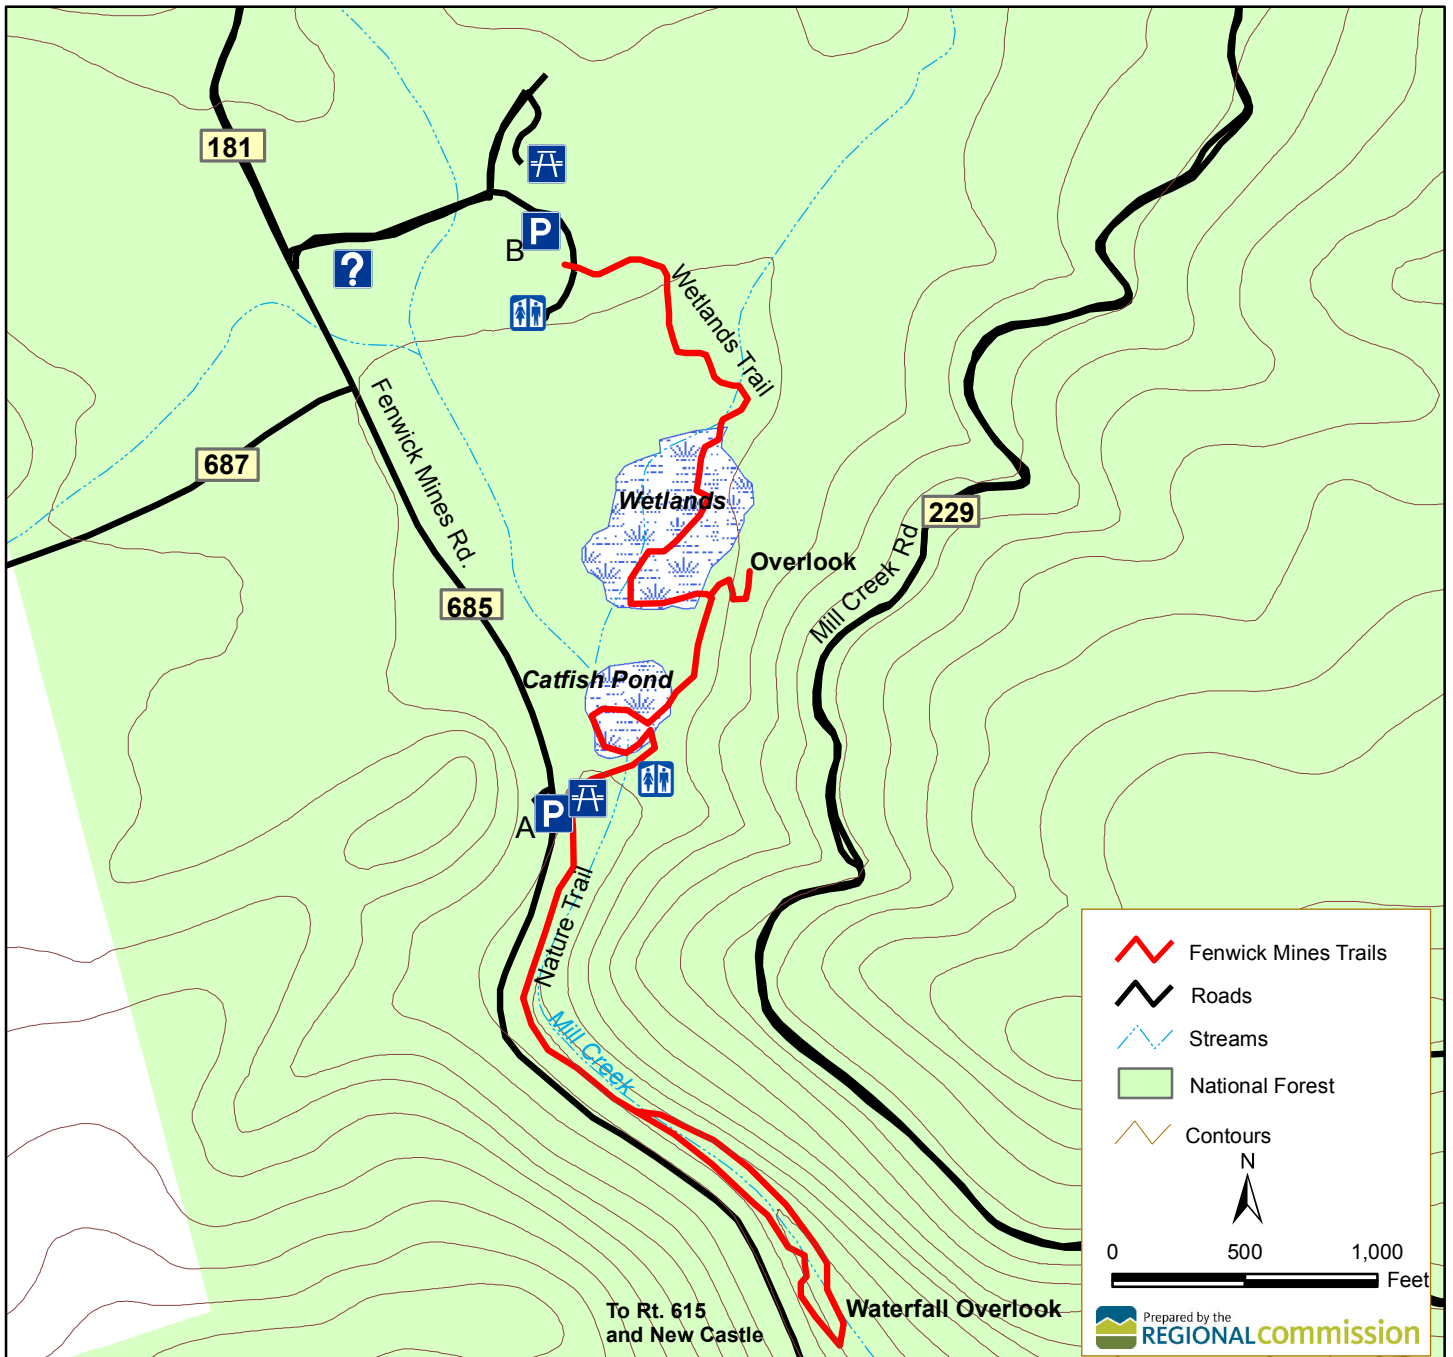 181
P
B
?
Wetlands Trail
Fenwick Mines Rd.
687
Wetlands
229
Mill Creek Rd
Overlook
685
Catfish Pond
P
A
Nature Trail
Mill Creek
Waterfall Overlook
To Rt. 615
and New Castle
Fenwick Mines Trails
Roads
Streams
National Forest
Contours
N
0 500 1,000
Feet
Prepared by the
REGIONALcommission